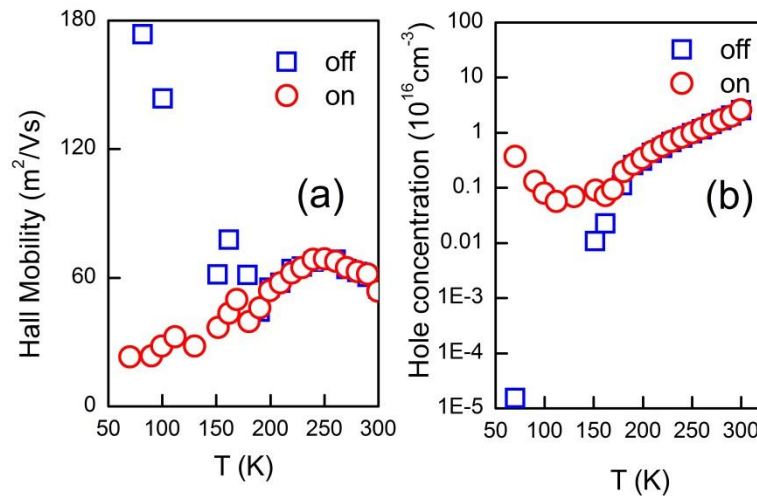 180
120
60
0
50 100 150 200 250 300
Hall Mobility (m²/Vs)
T (K)
off
on
(a)
100
10
1
0.1
0.01
1E-3
1E-4
1E-5
50 100 150 200 250 300
Hole concentration (10¹⁶cm⁻³)
T (K)
off
on
(b)